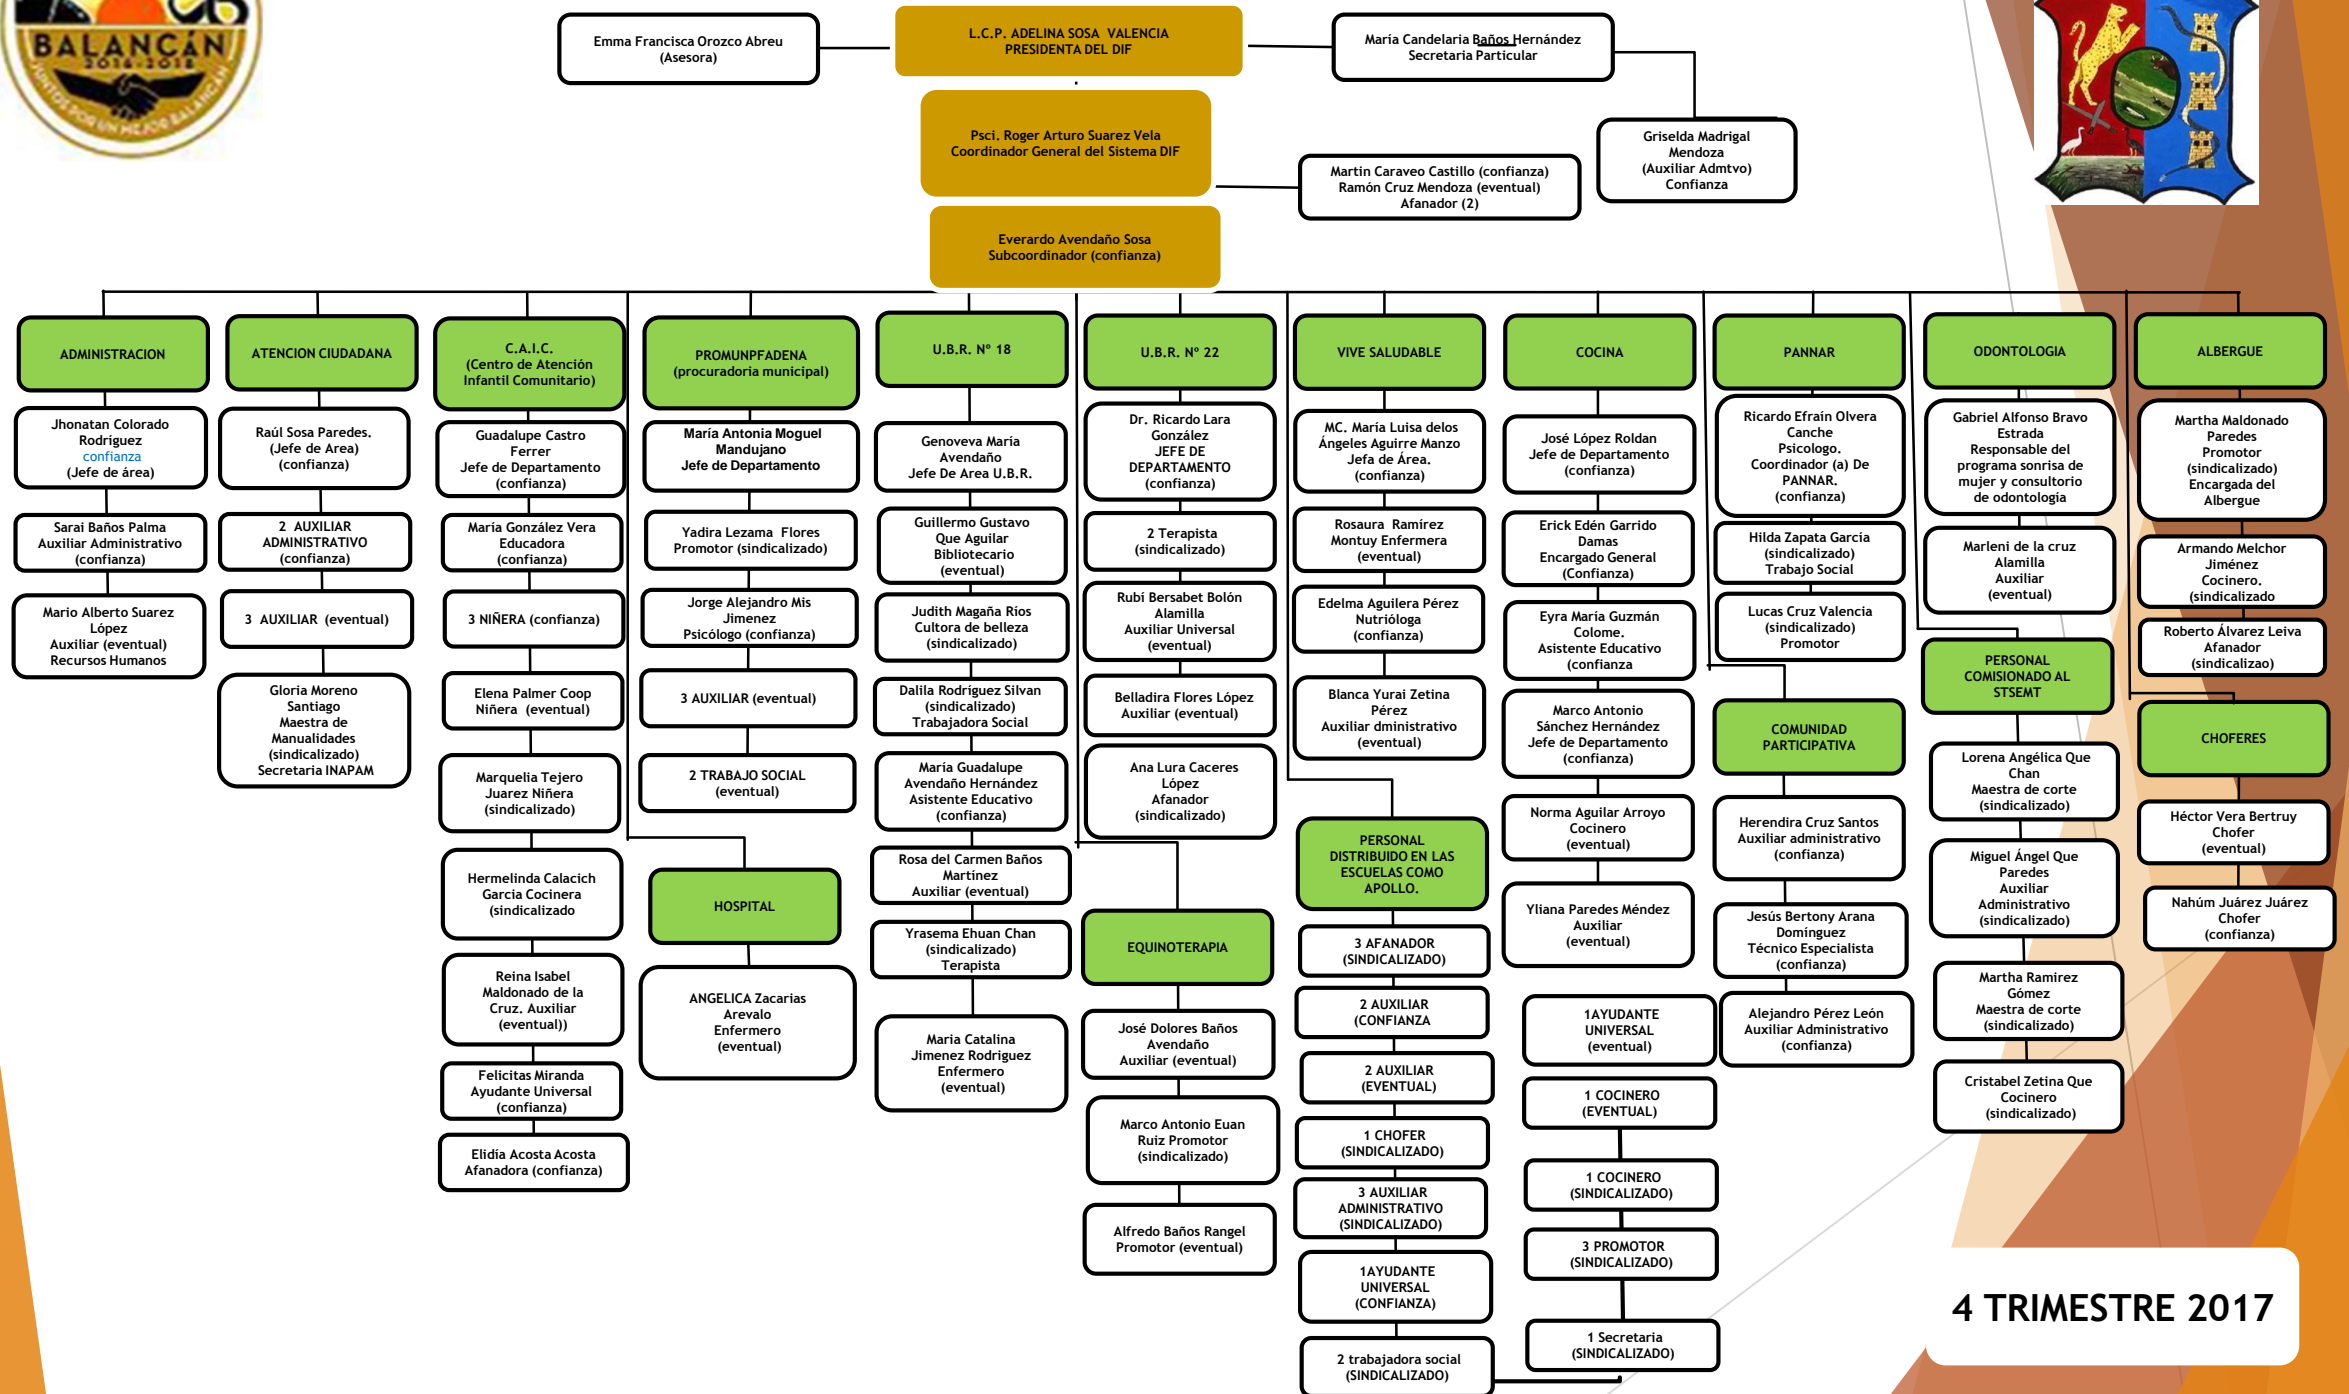 BALANCÁN
2016-2018
JUNTOS POR UN MEJOR BALANCÁN
Emma Francisca Orozco Abreu
(Asesora)
L.C.P. ADELINA SOSA VALENCIA
PRESIDENTA DEL DIF
María Candelaria Baños Hernández
Secretaria Particular
Psci. Roger Arturo Suarez Vela
Coordinador General del Sistema DIF
Griselda Madrigal
Mendoza
(Auxiliar Admtvo)
Confianza
Martin Caraveo Castillo (confianza)
Ramón Cruz Mendoza (eventual)
Afanador (2)
Everardo Avendaño Sosa
Subcoordinador (confianza)
ADMINISTRACION
Jhonatan Colorado
Rodríguez
confianza
(Jefe de área)
Sarai Baños Palma
Auxiliar Administrativo
(confianza)
Mario Alberto Suarez
López
Auxiliar (eventual)
Recursos Humanos
ATENCION CIUDADANA
Raúl Sosa Paredes.
(Jefe de Area)
(confianza)
2 AUXILIAR
ADMINISTRATIVO
(confianza)
3 AUXILIAR (eventual)
Gloria Moreno
Santiago
Maestra de
Manualidades
(sindicalizado)
Secretaria INAPAM
C.A.I.C.
(Centro de Atención
Infantil Comunitario)
Guadalupe Castro
Ferrer
Jefe de Departamento
(confianza)
María González Vera
Educadora
(confianza)
3 NIÑERA (confianza)
Elena Palmer Coop
Niñera (eventual)
Marquelia Tejero
Juarez Niñera
(sindicalizado)
Hermelinda Calacich
Garcia Cocinera
(sindicalizado
Reina Isabel
Maldonado de la
Cruz. Auxiliar
(eventual))
Felicitas Miranda
Ayudante Universal
(confianza)
Elidía Acosta Acosta
Afanadora (confianza)
PROMUNPFADENA
(procuradoria municipal)
María Antonia Moguel
Mandujano
Jefe de Departamento
Yadira Lezama Flores
Promotor (sindicalizado)
Jorge Alejandro Mis
Jimenez
Psicólogo (confianza)
3 AUXILIAR (eventual)
2 TRABAJO SOCIAL
(eventual)
HOSPITAL
ANGELICA Zacarias
Arevalo
Enfermero
(eventual)
U.B.R. Nº 18
Genoveva María
Avendaño
Jefe De Area U.B.R.
Guillermo Gustavo
Que Aguilar
Bibliotecario
(eventual)
Judith Magaña Ríos
Cultora de belleza
(sindicalizado)
Dalila Rodríguez Silvan
(sindicalizado)
Trabajadora Social
María Guadalupe
Avendaño Hernández
Asistente Educativo
(confianza)
Rosa del Carmen Baños
Martínez
Auxiliar (eventual)
Yrasema Ehuan Chan
(sindicalizado)
Terapista
Maria Catalina
Jimenez Rodriguez
Enfermero
(eventual)
U.B.R. Nº 22
Dr. Ricardo Lara
González
JEFE DE
DEPARTAMENTO
(confianza)
2 Terapista
(sindicalizado)
Rubí Bersabet Bolón
Alamilla
Auxiliar Universal
(eventual)
Belladira Flores López
Auxiliar (eventual)
Ana Lura Caceres
López
Afanador
(sindicalizado)
EQUINOTERAPIA
José Dolores Baños
Avendaño
Auxiliar (eventual)
Marco Antonio Euan
Ruiz Promotor
(sindicalizado)
Alfredo Baños Rangel
Promotor (eventual)
VIVE SALUDABLE
MC. María Luisa delos
Ángeles Aguirre Manzo
Jefa de Área.
(confianza)
Rosaura Ramírez
Montuy Enfermera
(eventual)
Edelma Aguilera Pérez
Nutrióloga
(confianza)
Blanca Yurai Zetina
Pérez
Auxiliar dministrativo
(eventual)
PERSONAL
DISTRIBUIDO EN LAS
ESCUELAS COMO
APOLLO.
3 AFANADOR
(SINDICALIZADO)
2 AUXILIAR
(CONFIANZA
2 AUXILIAR
(EVENTUAL)
1 CHOFER
(SINDICALIZADO)
3 AUXILIAR
ADMINISTRATIVO
(SINDICALIZADO)
1AYUDANTE
UNIVERSAL
(CONFIANZA)
2 trabajadora social
(SINDICALIZADO)
COCINA
José López Roldan
Jefe de Departamento
(confianza)
Erick Edén Garrido
Damas
Encargado General
(Confianza)
Eyra María Guzmán
Colome.
Asistente Educativo
(confianza
Marco Antonio
Sánchez Hernández
Jefe de Departamento
(confianza)
Norma Aguilar Arroyo
Cocinero
(eventual)
Yliana Paredes Méndez
Auxiliar
(eventual)
1AYUDANTE
UNIVERSAL
(eventual)
1 COCINERO
(EVENTUAL)
1 COCINERO
(SINDICALIZADO)
3 PROMOTOR
(SINDICALIZADO)
1 Secretaria
(SINDICALIZADO)
PANNAR
Ricardo Efraín Olvera
Canche
Psicologo.
Coordinador (a) De
PANNAR.
(confianza)
Hilda Zapata García
(sindicalizado)
Trabajo Social
Lucas Cruz Valencia
(sindicalizado)
Promotor
COMUNIDAD
PARTICIPATIVA
Herendira Cruz Santos
Auxiliar administrativo
(confianza)
Jesús Bertony Arana
Domínguez
Técnico Especialista
(confianza)
Alejandro Pérez León
Auxiliar Administrativo
(confianza)
ODONTOLOGIA
Gabriel Alfonso Bravo
Estrada
Responsable del
programa sonrisa de
mujer y consultorio
de odontología
Marleni de la cruz
Alamilla
Auxiliar
(eventual)
PERSONAL
COMISIONADO AL
STSEMT
Lorena Angélica Que
Chan
Maestra de corte
(sindicalizado)
Miguel Ángel Que
Paredes
Auxiliar
Administrativo
(sindicalizado)
Martha Ramirez
Gómez
Maestra de corte
(sindicalizado)
Cristabel Zetina Que
Cocinero
(sindicalizado)
ALBERGUE
Martha Maldonado
Paredes
Promotor
(sindicalizado)
Encargada del
Albergue
Armando Melchor
Jiménez
Cocinero.
(sindicalizado
Roberto Álvarez Leiva
Afanador
(sindicalizao)
CHOFERES
Héctor Vera Bertruy
Chofer
(eventual)
Nahúm Juárez Juárez
Chofer
(confianza)
4 TRIMESTRE 2017